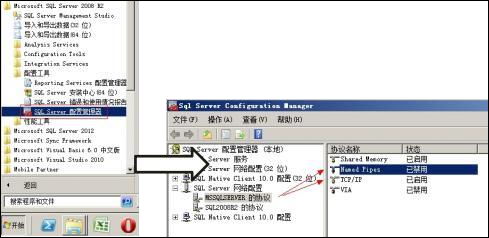 Microsoft SQL Server 2008 R2
SQL Server Management Studio
导入和导出数据(32 位)
导入和导出数据(64 位)
Analysis Services
Configuration Tools
Integration Services
配置工具
Reporting Services 配置管理器
SQL Server 安装中心(64 位)
SQL Server 错误和使用情况报告
SQL Server 配置管理器
性能工具
Microsoft SQL Server 2012
Microsoft Sync Framework
Microsoft Visual Basic 6.0 中文版
Microsoft Visual Studio 2010
Mobile Partner
返回
搜索程序和文件
开始
Sql Server Configuration Manager
文件(F) 操作(A) 查看(V) 帮助(H)
SQL Server 配置管理器 (本地)
Server 服务
Server 网络配置(32 位)
SQL Native Client 10.0 配置(32 位)
SQL Server 网络配置
MSSQLSERVER 的协议
SQL2008R2 的协议
SQL Native Client 10.0 配置
协议名称 状态
Shared Memory 已启用
Named Pipes 已禁用
TCP/IP 已启用
VIA 已禁用